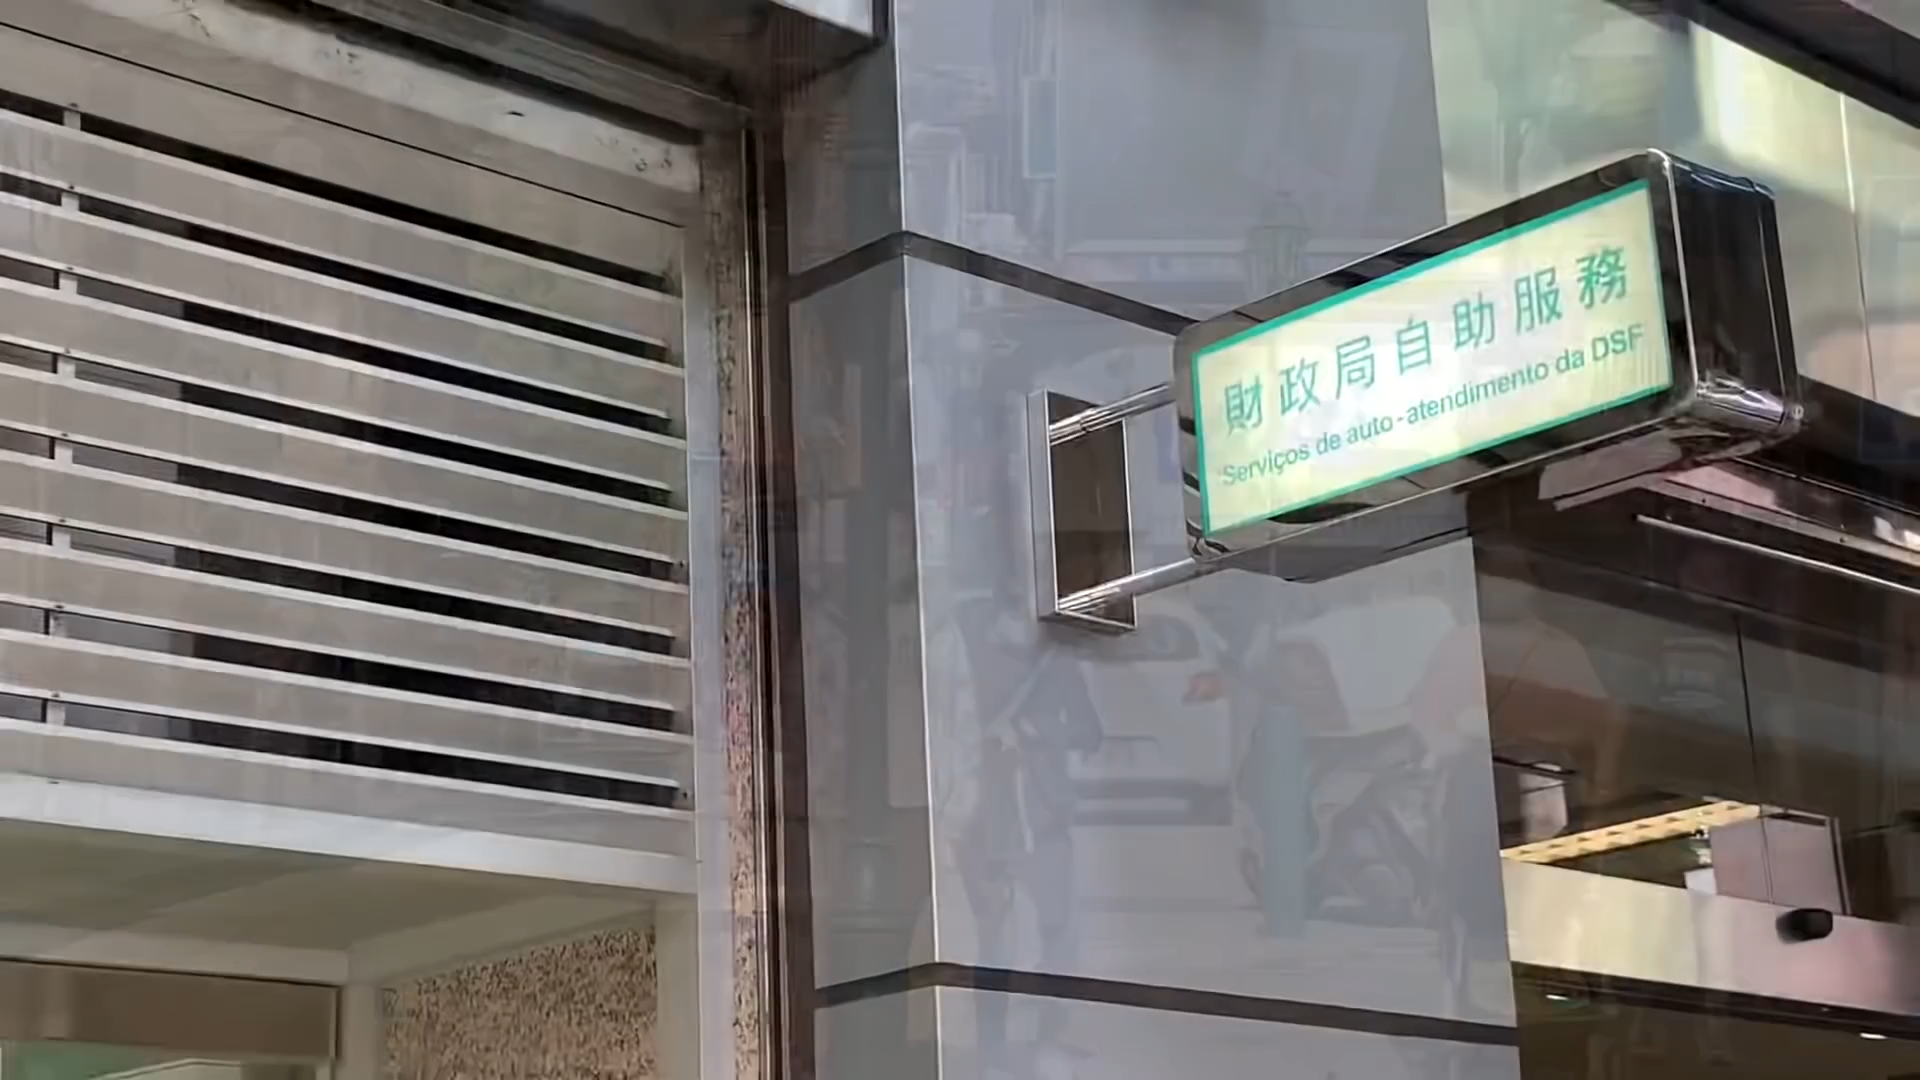 財政局自助服務
Serviços de auto-atendimento da DSF